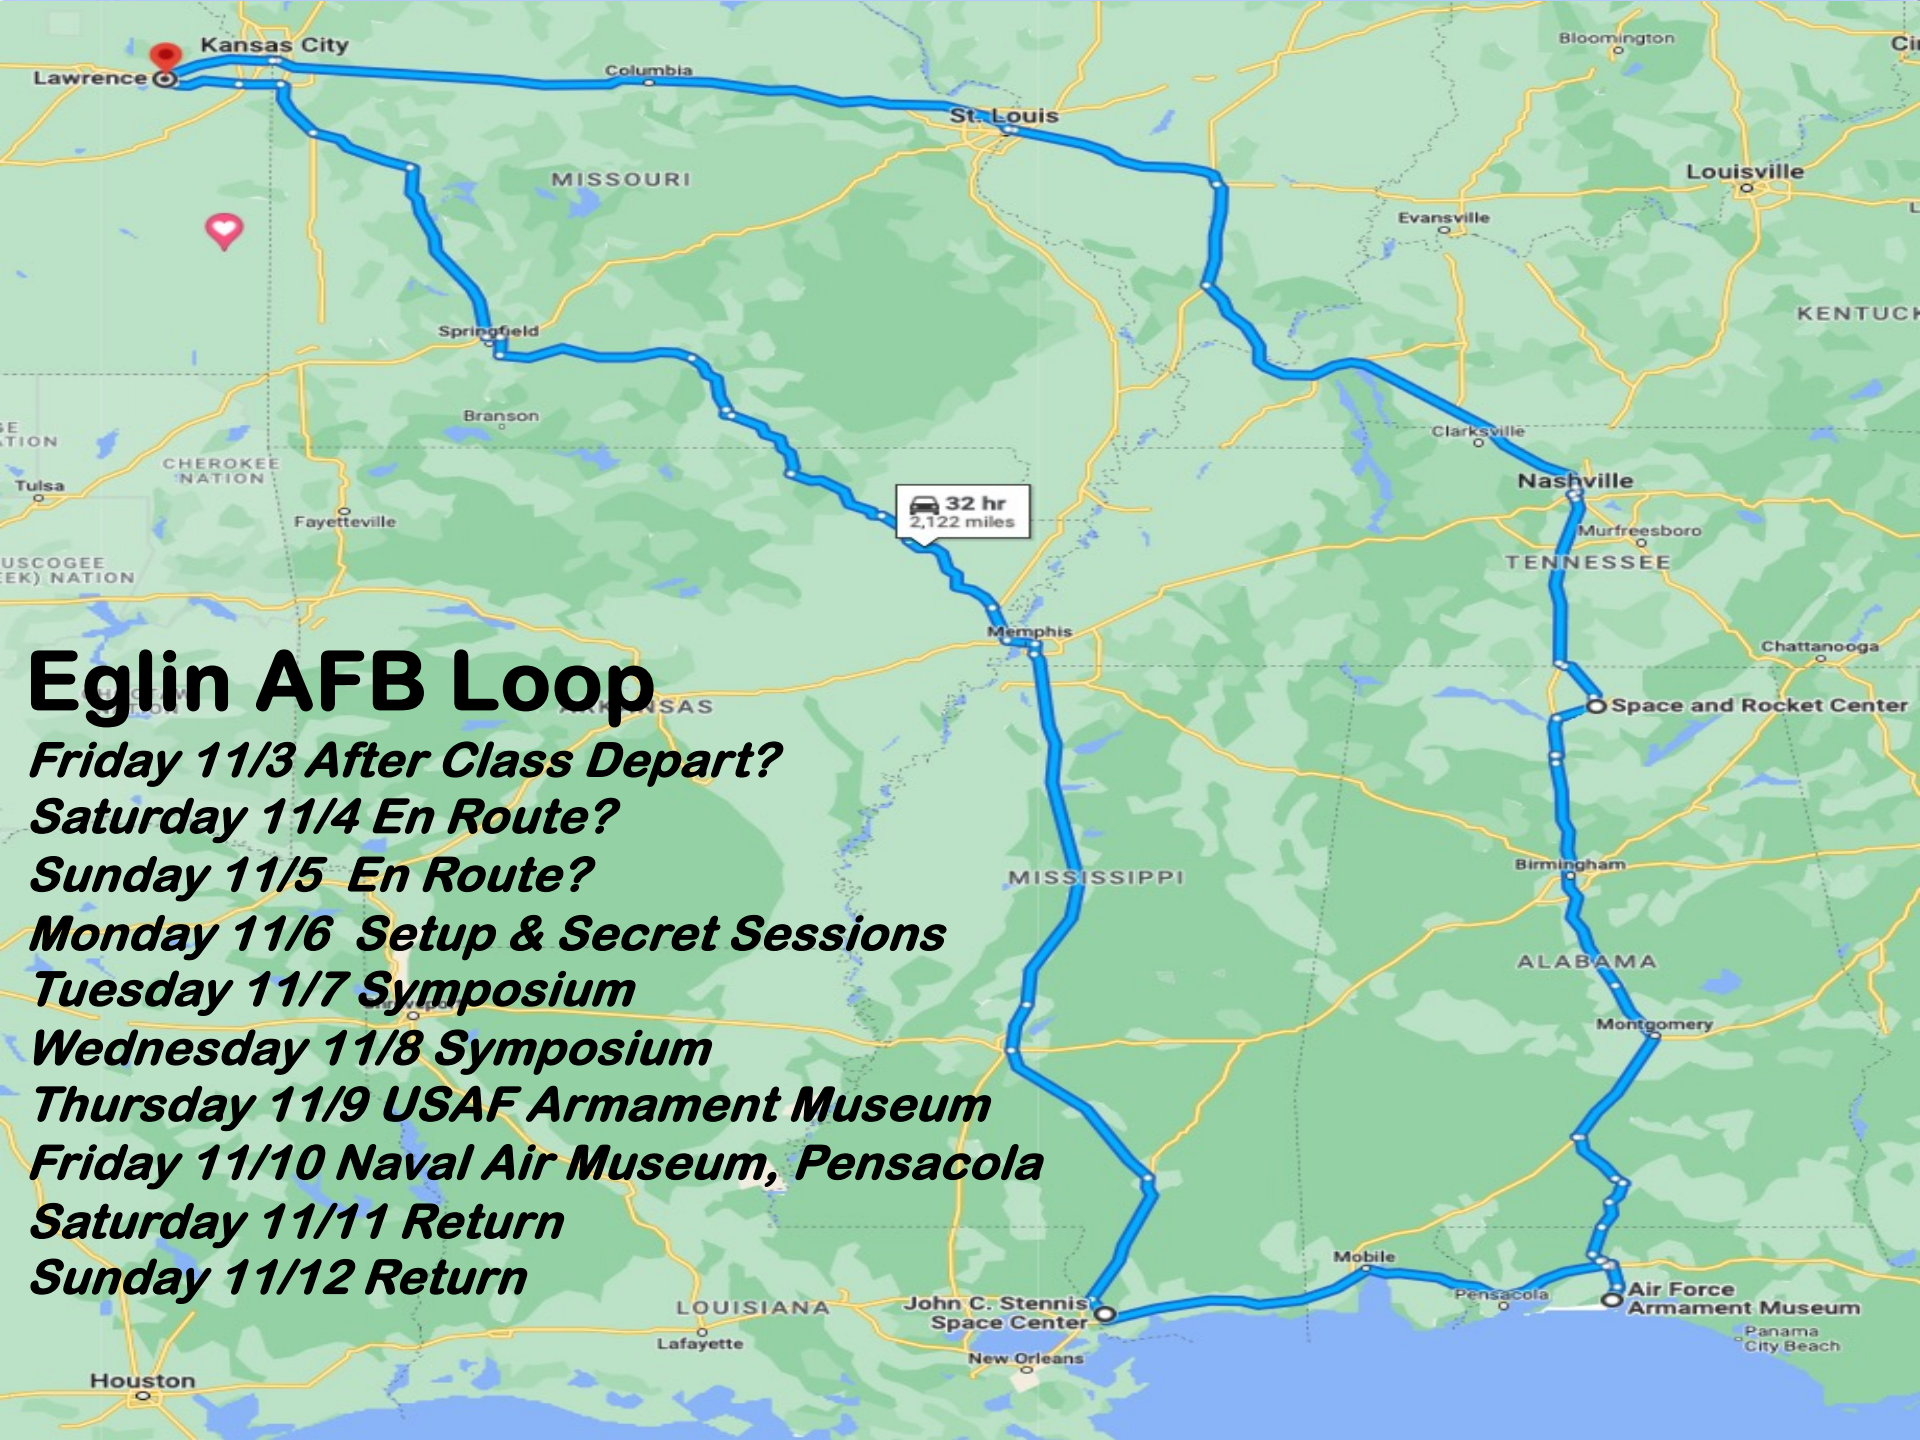 Kansas City
Lawrence
Columbia
St. Louis
Bloomington
MISSOURI
Louisville
Evansville
KENTUCK
Springfield
Branson
Clarksville
CHEROKEE
NATION
Tulsa
Nashville
Fayetteville
32 hr
2,122 miles
Murfreesboro
TENNESSEE
Memphis
Chattanooga
Space and Rocket Center
Eglin AFB Loop
Friday 11/3 After Class Depart?
Saturday 11/4 En Route?
Sunday 11/5 En Route?
Monday 11/6 Setup & Secret Sessions
Tuesday 11/7 Symposium
Wednesday 11/8 Symposium
Thursday 11/9 USAF Armament Museum
Friday 11/10 Naval Air Museum, Pensacola
Saturday 11/11 Return
Sunday 11/12 Return
MISSISSIPPI
Birmingham
ALABAMA
Montgomery
Mobile
Pensacola
Air Force
Armament Museum
Panama
City Beach
John C. Stennis
Space Center
New Orleans
LOUISIANA
Lafayette
Houston